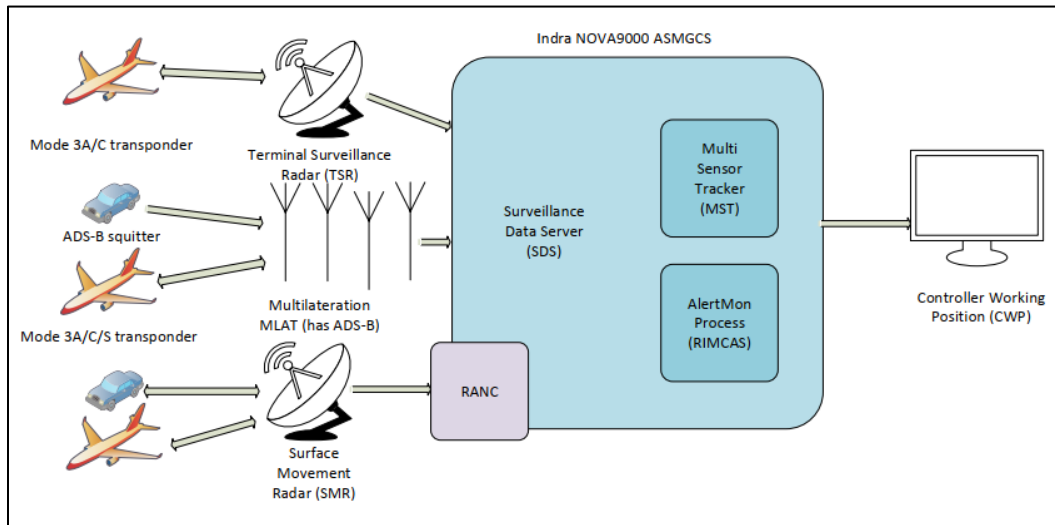 Indra NOVA9000 ASMGCS
Mode 3A/C transponder
Terminal Surveillance
Radar (TSR)
ADS-B squitter
Mode 3A/C/S transponder
Multilateration
MLAT (has ADS-B)
Surface
Movement
Radar (SMR)
RANC
Surveillance
Data Server
(SDS)
Multi
Sensor
Tracker
(MST)
AlertMon
Process
(RIMCAS)
Controller Working
Position (CWP)